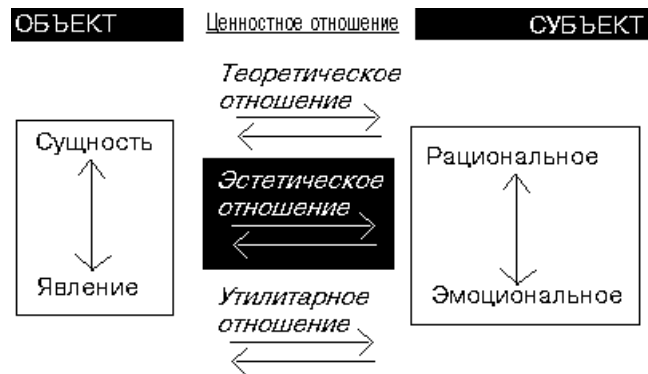 ОБЪЕКТ
Ценностное отношение
СУБЪЕКТ
Теоретическое
отношение
Сущность
Явление
Эстетическое
отношение
Рациональное
Эмоциональное
Утилитарное
отношение